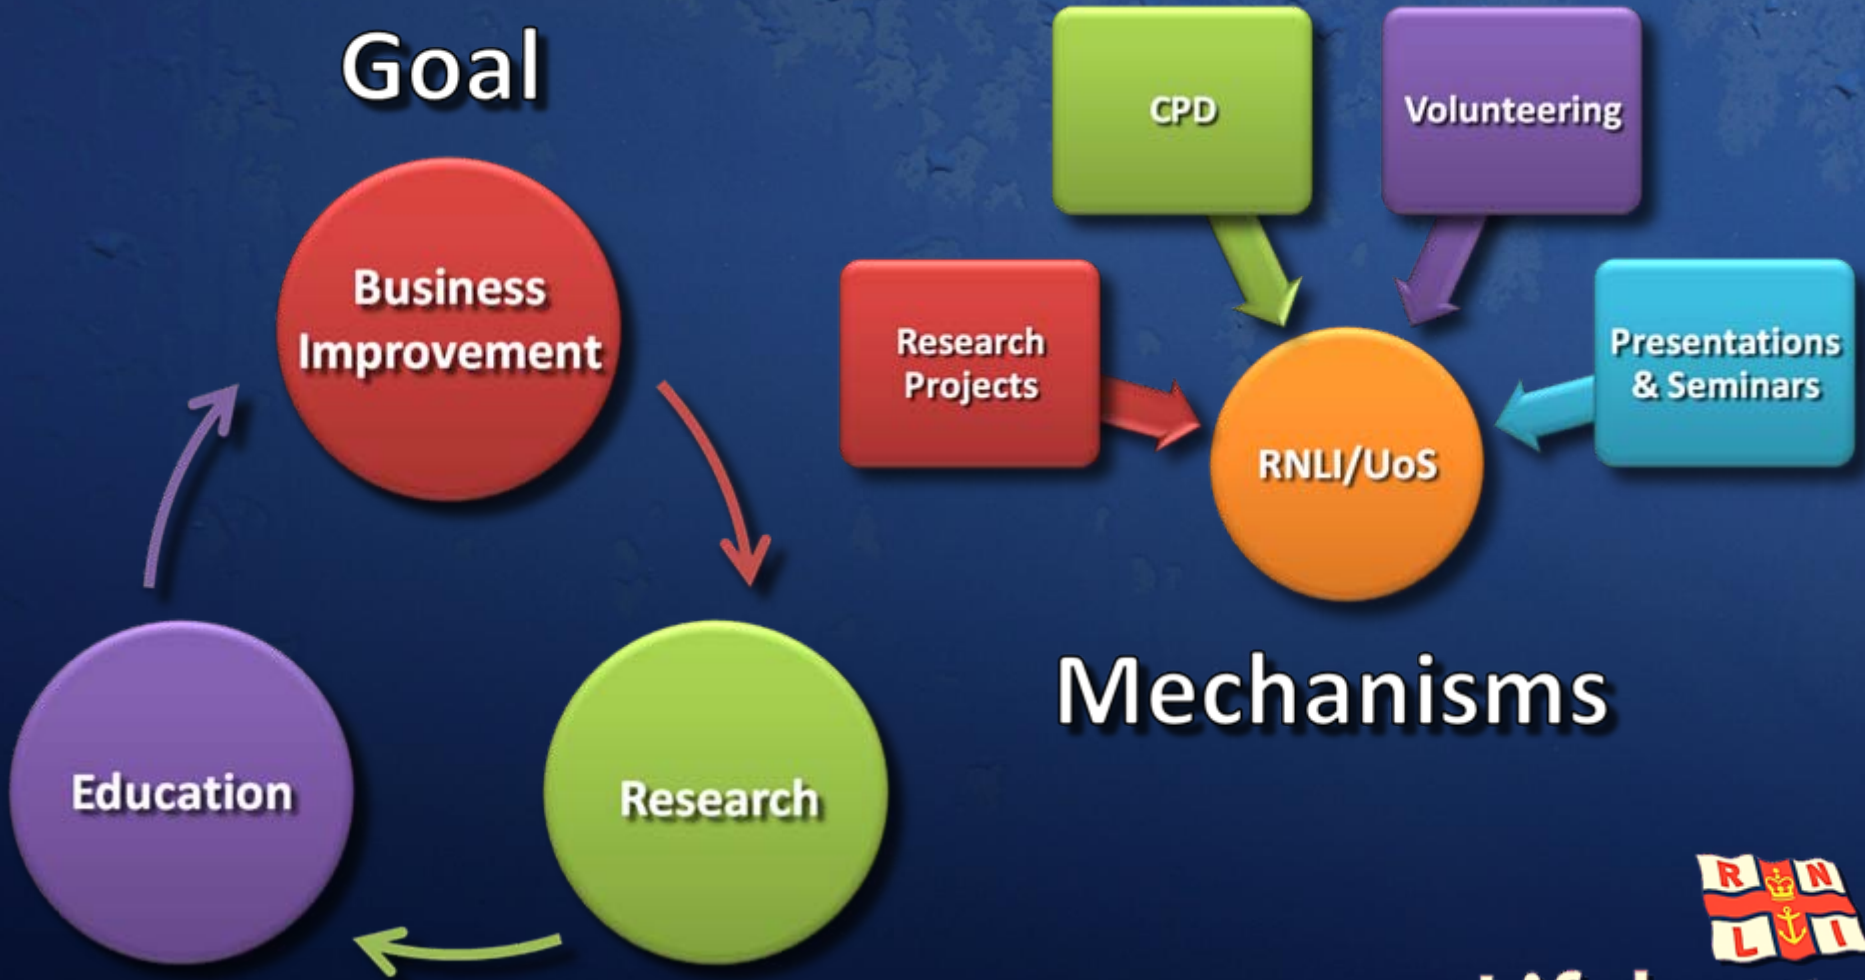 Goal
Business
Improvement
Research
Education
CPD
Volunteering
Research
Projects
Presentations
& Seminars
RNLI/UoS
Mechanisms
R N
L I